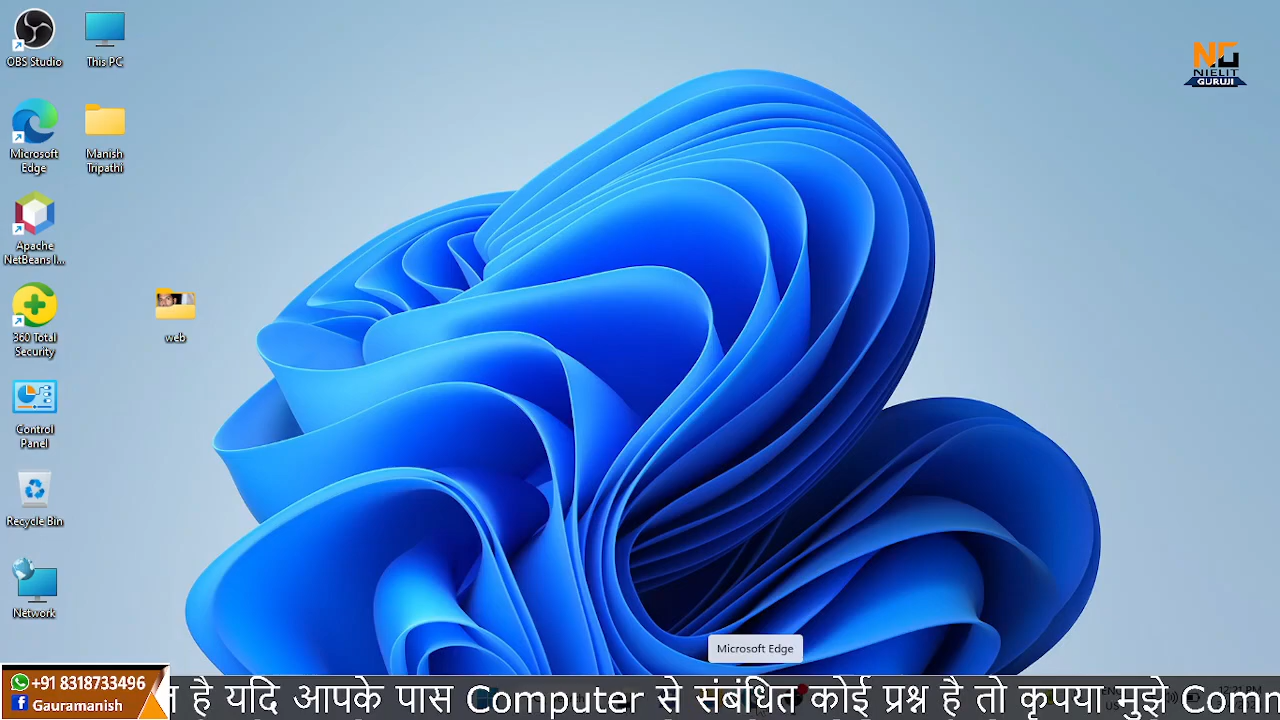 OBS Studio
This PC
NG
NIELIT
GURUJI
Microsoft
Edge
Manish
Tripathi
Apache
NetBeans I...
360 Total
Security
web
Control
Panel
Recycle Bin
Network
Microsoft Edge
+91 8318733496
Gauramanish
है यदि आपके पास Computer से संबंधित कोई प्रश्न है तो कृपया मुझे Comm